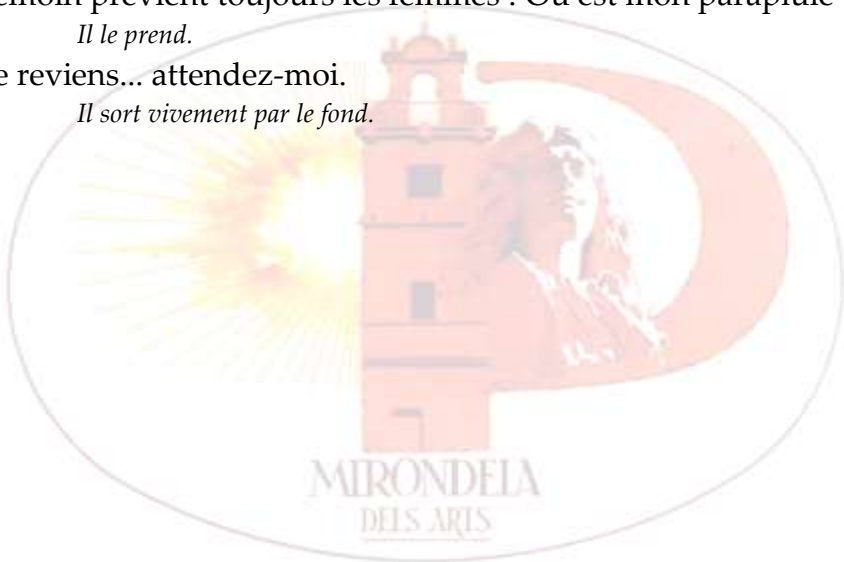 émoin prévient toujours les femmes ! Où est mon parapluie
Il le prend.
e reviens... attendez-moi.
Il sort vivement par le fond.
MIRONDELA
DELS ARTS